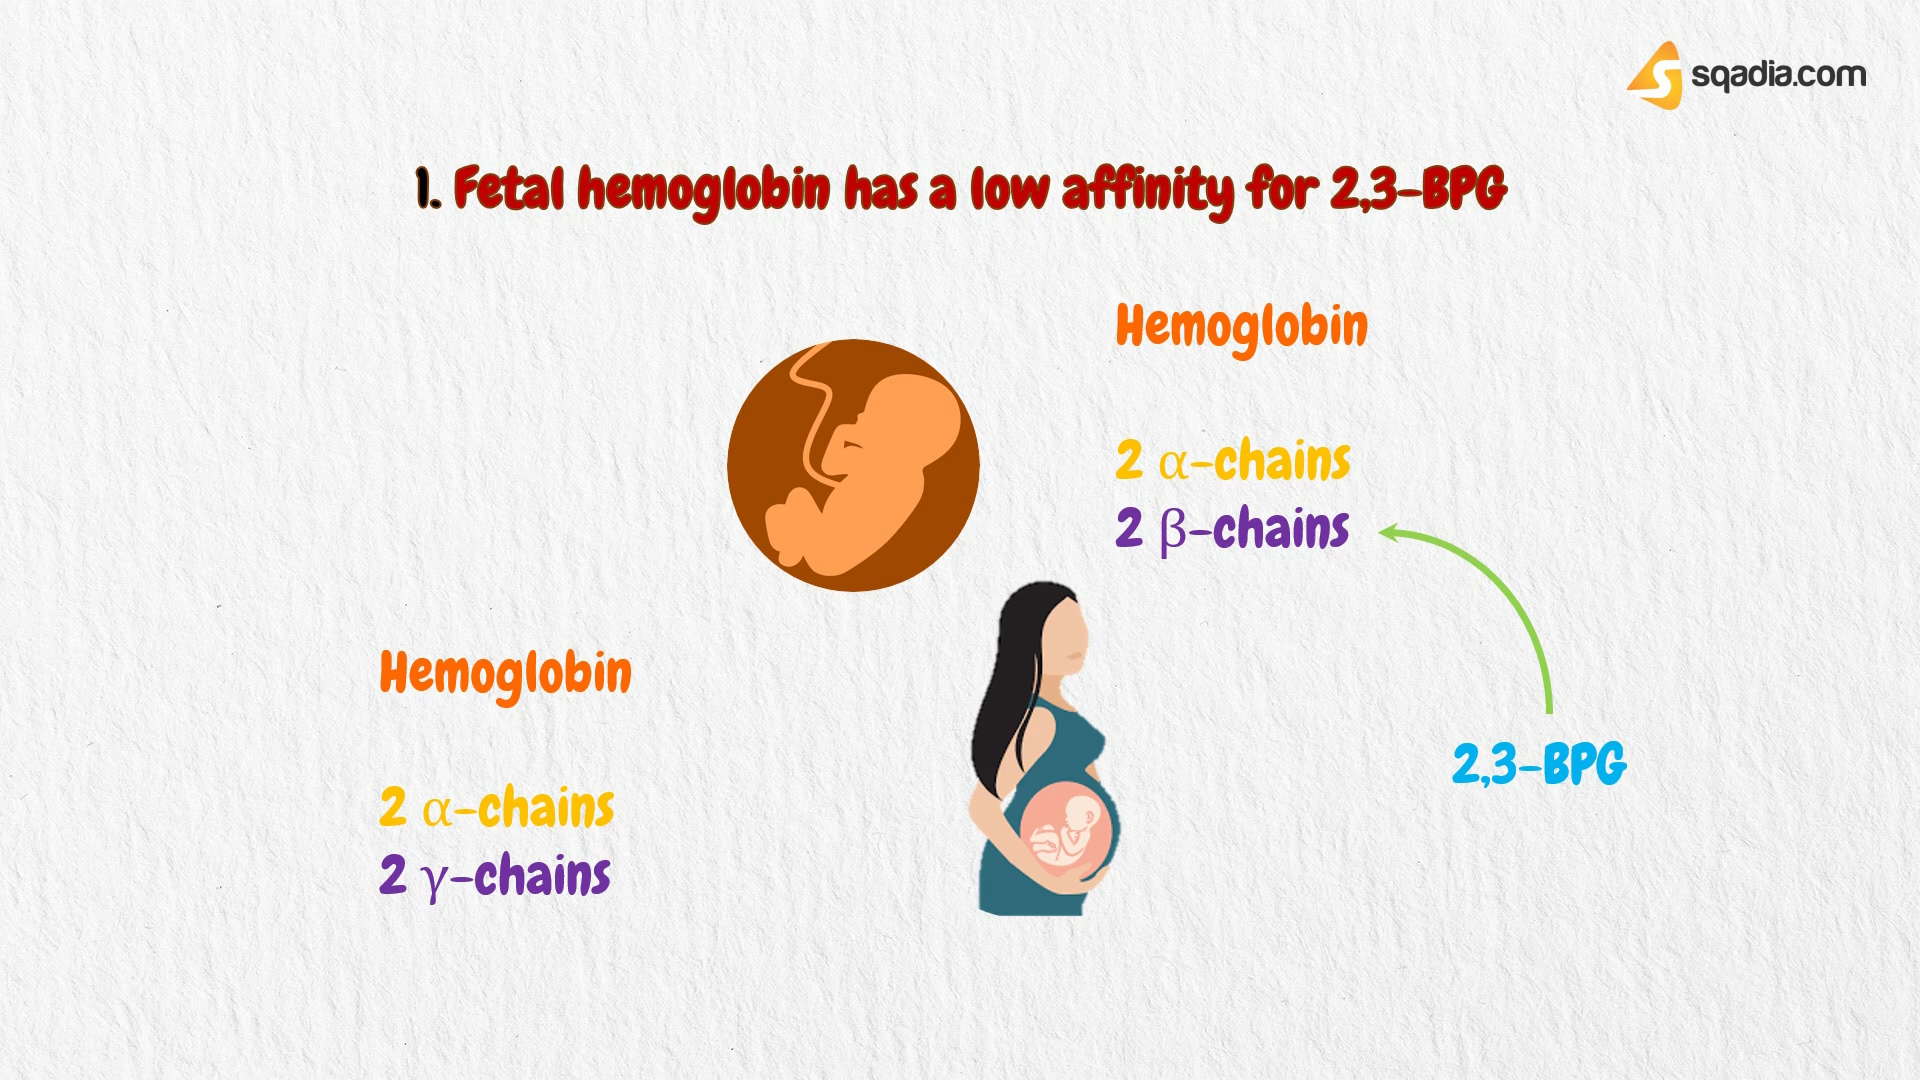 sqadia.com
1. Fetal hemoglobin has a low affinity for 2,3-BPG
Hemoglobin
2 α-chains
2 β-chains
Hemoglobin
2 α-chains
2 γ-chains
2,3-BPG